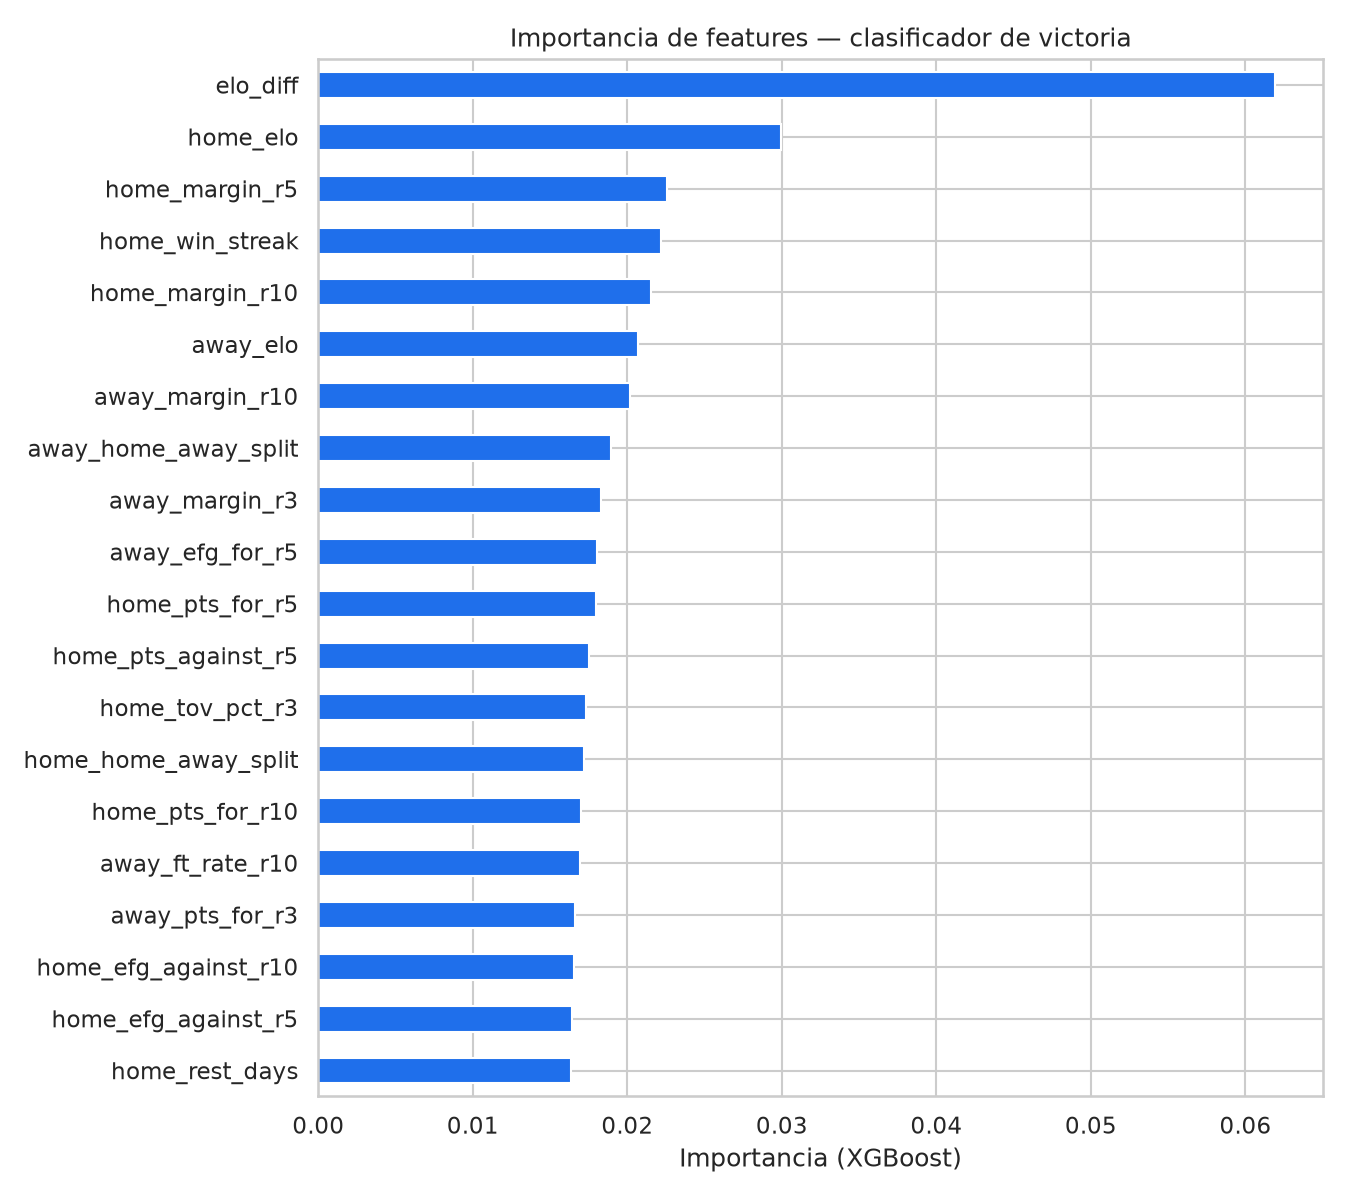 Importancia de features — clasificador de victoria
elo_diff
home_elo
home_margin_r5
home_win_streak
home_margin_r10
away_elo
away_margin_r10
away_home_away_split
away_margin_r3
away_efg_for_r5
home_pts_for_r5
home_pts_against_r5
home_tov_pct_r3
home_home_away_split
home_pts_for_r10
away_ft_rate_r10
away_pts_for_r3
home_efg_against_r10
home_efg_against_r5
home_rest_days
0.00 0.01 0.02 0.03 0.04 0.05 0.06
Importancia (XGBoost)